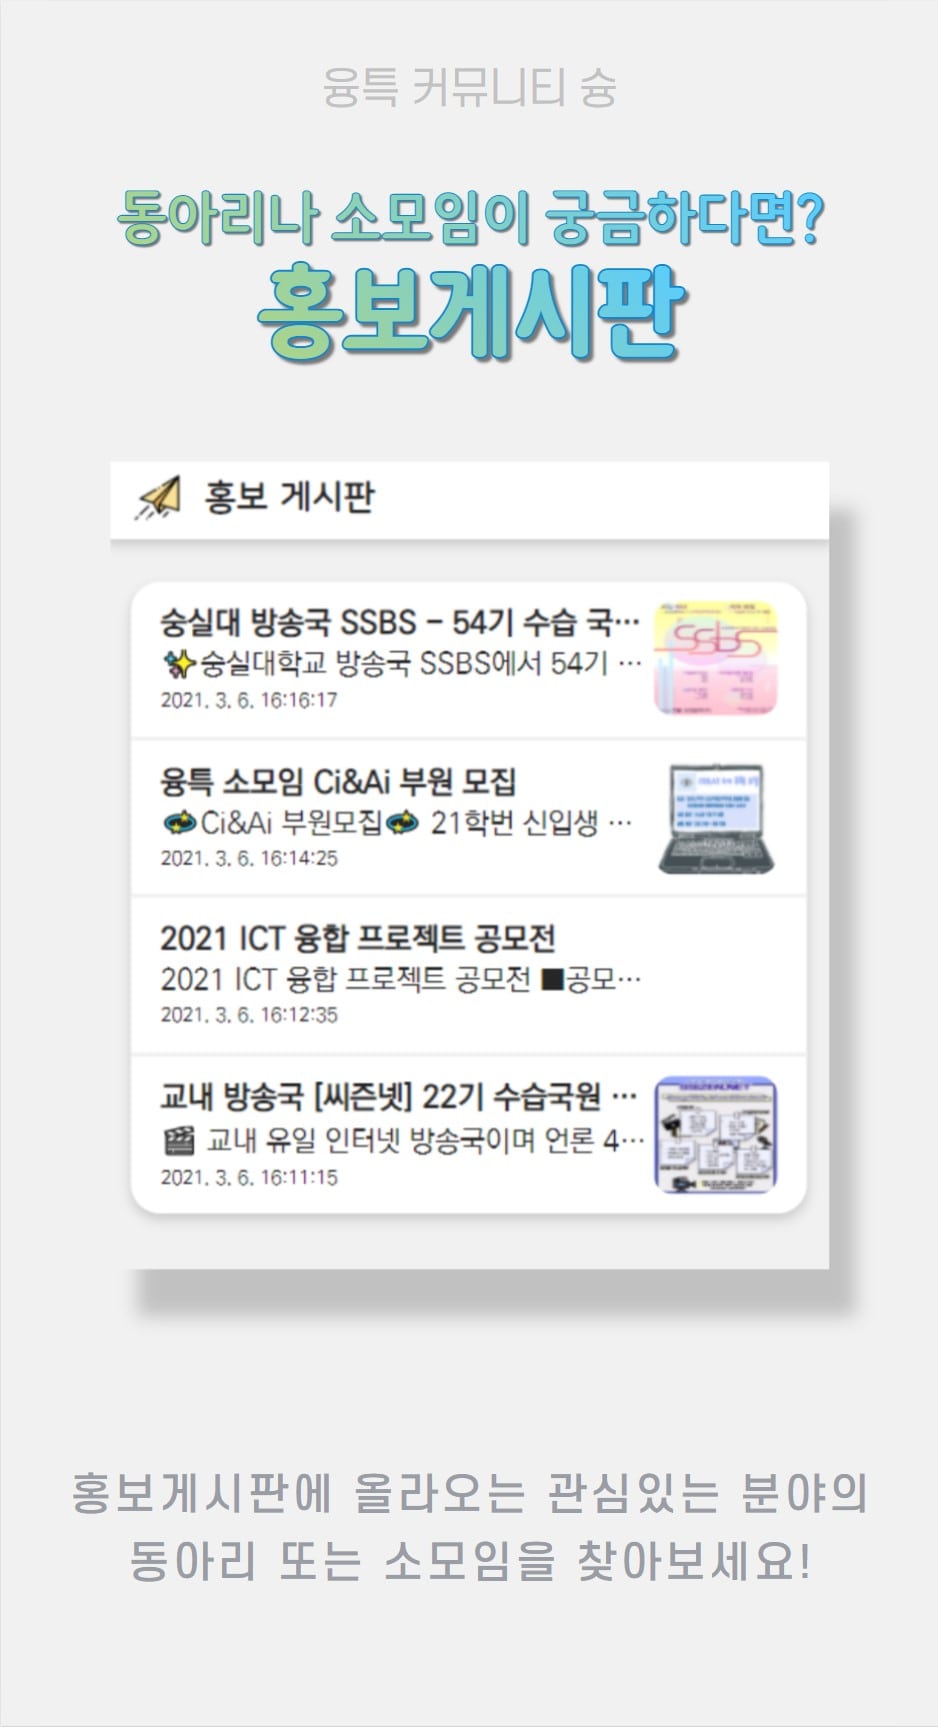 융특 커뮤니티 슝
동아리나 소모임이 궁금하다면?
홍보게시판
홍보 게시판
숭실대 방송국 SSBS - 54기 수습 국···
✨숭실대학교 방송국 SSBS에서 54기 ···
2021. 3. 6. 16:16:17
ssbs
융특 소모임 Ci&Ai 부원 모집
💫Ci&Ai 부원모집💫 21학번 신입생 ···
2021. 3. 6. 16:14:25
2021 ICT 융합 프로젝트 공모전
2021 ICT 융합 프로젝트 공모전 ■공모···
2021. 3. 6. 16:12:35
교내 방송국 [씨즌넷] 22기 수습국원 ···
🎬 교내 유일 인터넷 방송국이며 언론 4···
2021. 3. 6. 16:11:15
홍보게시판에 올라오는 관심있는 분야의
동아리 또는 소모임을 찾아보세요!